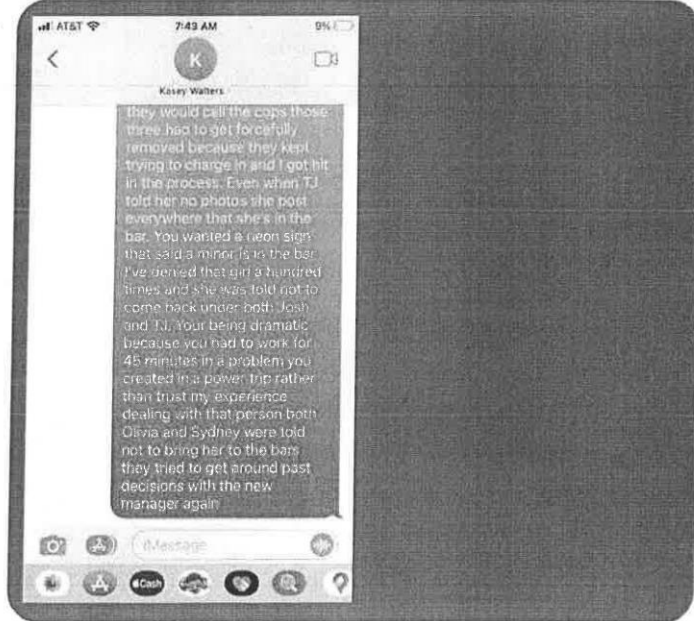 AT&T 7:43 AM 9%
K
Kasey Walters
they would call the cops those
three had to get forcefully
removed because they kept
trying to charge in and I got hit
in the process. Even when TJ
told her no photos she post
everywhere that she's in the
bar. You wanted a neon sign
that said a minor is in the bar
I've denied that girl a hundred
times and she was told not to
come back under both Josh
and TJ. Your being dramatic
because you had to work for
45 minutes in a problem you
created in a power trip rather
than trust my experience
dealing with that person both
Olivia and Sydney were told
not to bring her to the bars
they tried to get around past
decisions with the new
manager again
iMessage
Cash